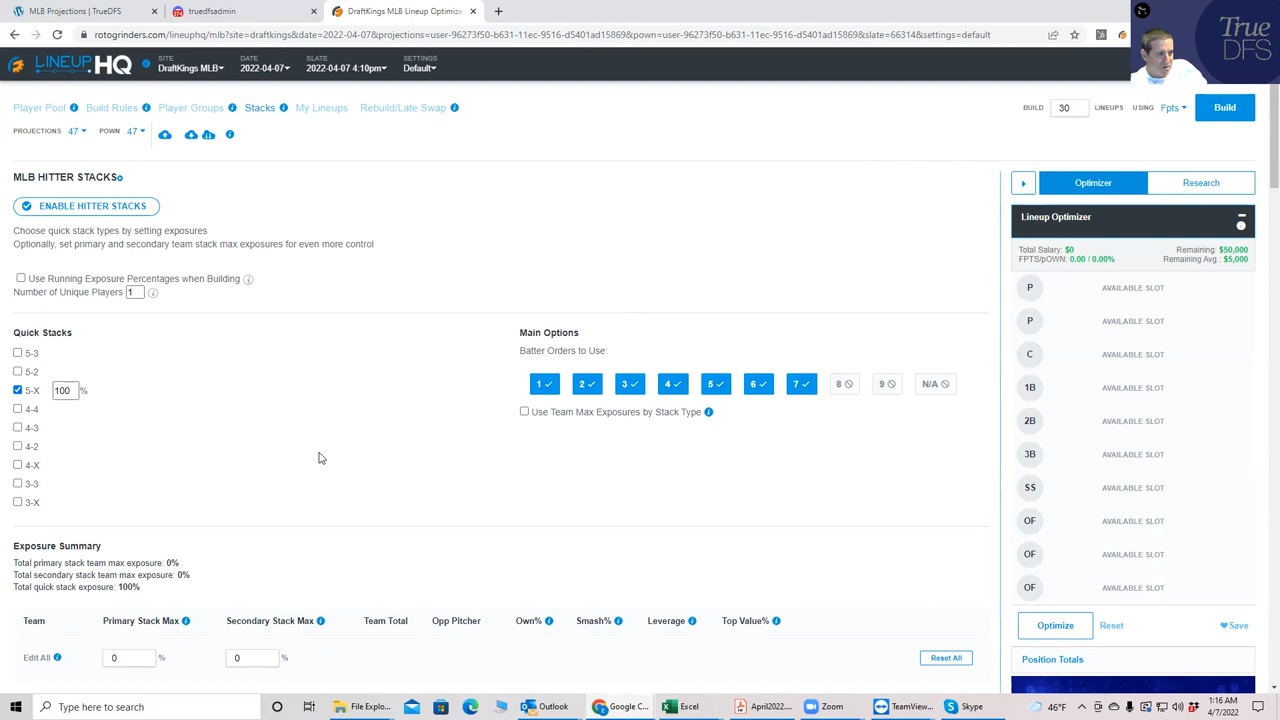 MLB Projections | TrueDFS
truedfsadmin
DraftKings MLB Lineup Optimizer
rotogrinders.com/lineuphq/mlb?site=draftkings&date=2022-04-07&projections=user-96273f50-b631-11ec-9516-5d2401ad15869&pown=user-96273f50-b631-11ec-9516-5d2401ad15869&slate=66314&settings=default
True
DFS
LINEUP HQ
SITE
DraftKings MLB
DATE
2022-04-07
SLATE
2022-04-07 4:10pm
SETTINGS
Default
Player Pool Build Rules Player Groups Stacks My Lineups Rebuild/Late Swap
BUILD 30 LINEUPS USING Fpts Build
PROJECTIONS 47 POWN 47
MLB HITTER STACKS
ENABLE HITTER STACKS
Choose quick stack types by setting exposures
Optionally, set primary and secondary team stack max exposures for even more control
Use Running Exposure Percentages when Building
Number of Unique Players 1
Quick Stacks
5-3
5-2
5-X 100 %
4-4
4-3
4-2
4-X
3-3
3-X
Main Options
Batter Orders to Use:
1 2 3 4 5 6 7 8 9 N/A
Use Team Max Exposures by Stack Type
Exposure Summary
Total primary stack team max exposure: 0%
Total secondary stack team max exposure: 0%
Total quick stack exposure: 100%
Team Primary Stack Max Secondary Stack Max Team Total Opp Pitcher Own% Smash% Leverage Top Value%
Edit All 0 % 0 % Reset All
Optimizer Research
Lineup Optimizer
Total Salary: $0 Remaining: $50,000
FPTS/pOWN: 0.00 / 0.00% Remaining Avg.: $5,000
P AVAILABLE SLOT
P AVAILABLE SLOT
C AVAILABLE SLOT
1B AVAILABLE SLOT
2B AVAILABLE SLOT
3B AVAILABLE SLOT
SS AVAILABLE SLOT
OF AVAILABLE SLOT
OF AVAILABLE SLOT
OF AVAILABLE SLOT
Optimize Reset Save
Position Totals
Type here to search
File Explo...
Outlook
Google C...
Excel
April2022....
Zoom
TeamView...
Skype
46°F
1:16 AM
4/7/2022